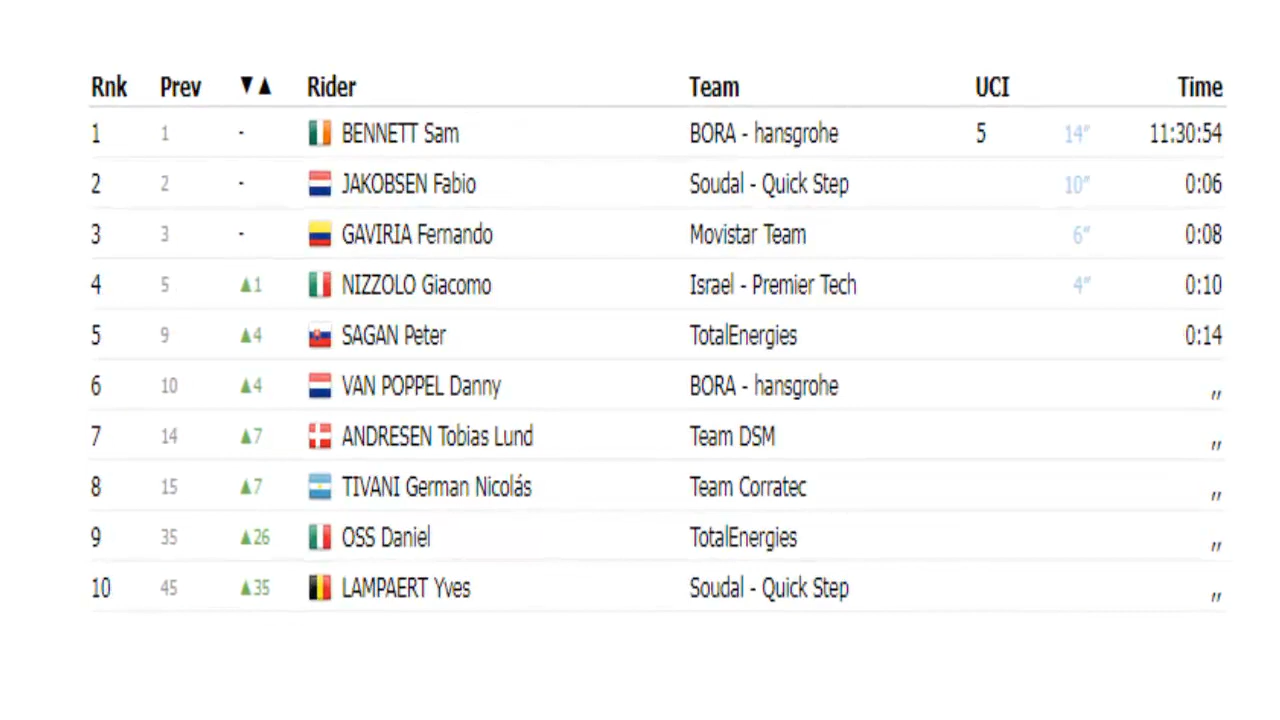 Rnk Prev ▼▲ Rider Team UCI Time
1 1 - BENNETT Sam BORA - hansgrohe 5 14″ 11:30:54
2 2 - JAKOBSEN Fabio Soudal - Quick Step 10″ 0:06
3 3 - GAVIRIA Fernando Movistar Team 6″ 0:08
4 5 ▲1 NIZZOLO Giacomo Israel - Premier Tech 4″ 0:10
5 9 ▲4 SAGAN Peter TotalEnergies 0:14
6 10 ▲4 VAN POPPEL Danny BORA - hansgrohe ,,
7 14 ▲7 ANDRESEN Tobias Lund Team DSM ,,
8 15 ▲7 TIVANI German Nicolás Team Corratec ,,
9 35 ▲26 OSS Daniel TotalEnergies ,,
10 45 ▲35 LAMPAERT Yves Soudal - Quick Step ,,